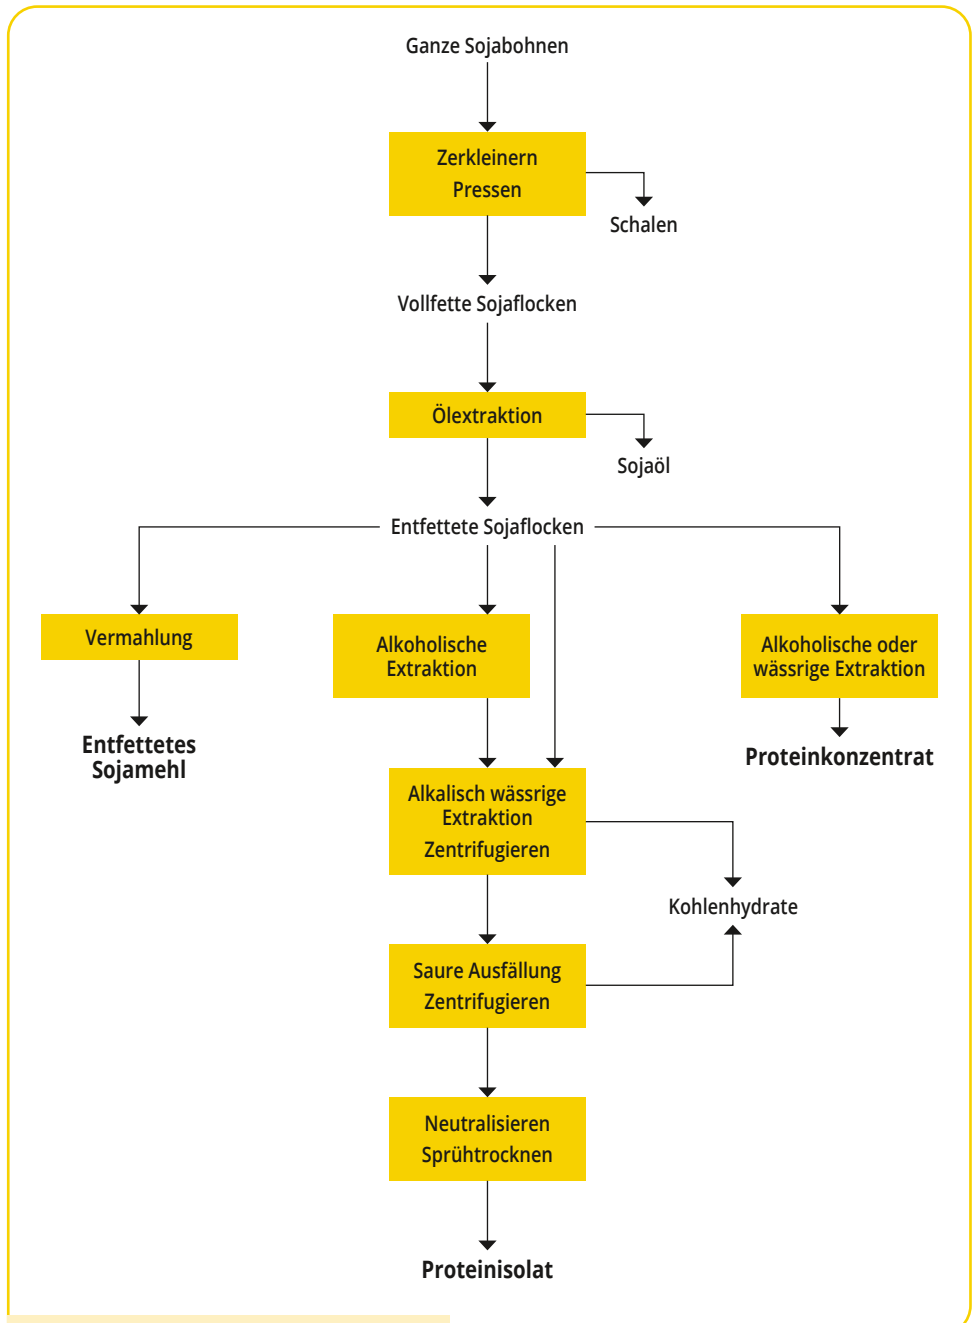 Ganze Sojabohnen
Zerkleinern
Pressen
Schalen
Vollfette Sojaflocken
Ölextraktion
Sojaöl
Entfettete Sojaflocken
Vermahlung
Alkoholische
Extraktion
Alkoholische oder
wässrige Extraktion
Entfettetes
Sojamehl
Proteinkonzentrat
Alkalisch wässrige
Extraktion
Zentrifugieren
Kohlenhydrate
Saure Ausfällung
Zentrifugieren
Neutralisieren
Sprühtrocknen
Proteinisolat